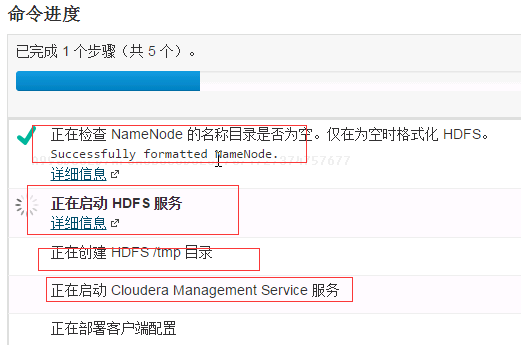 命令进度
已完成 1 个步骤（共 5 个）。
正在检查 NameNode 的名称目录是否为空。仅在为空时格式化 HDFS。
Successfully formatted NameNode.
详细信息
正在启动 HDFS 服务
详细信息
正在创建 HDFS /tmp 目录
正在启动 Cloudera Management Service 服务
正在部署客户端配置